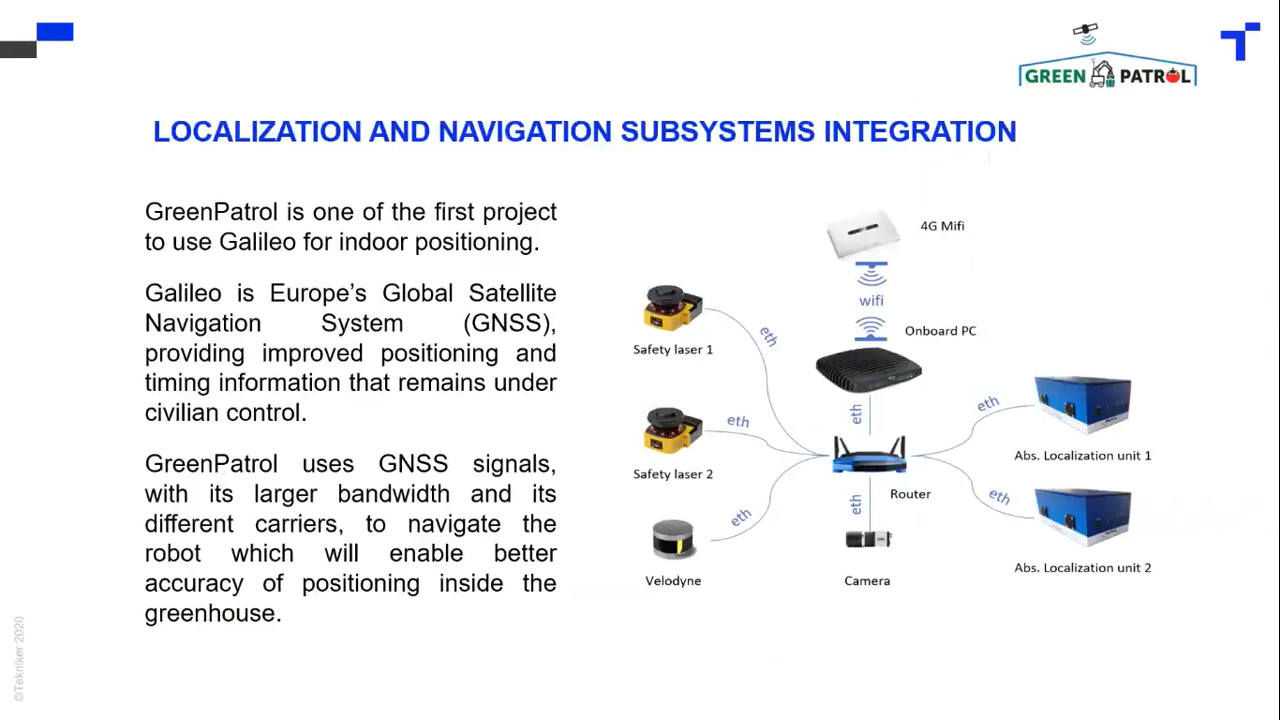 GREEN PATROL
LOCALIZATION AND NAVIGATION SUBSYSTEMS INTEGRATION
GreenPatrol is one of the first project
to use Galileo for indoor positioning.
Galileo is Europe's Global Satellite
Navigation System (GNSS),
providing improved positioning and
timing information that remains under
civilian control.
GreenPatrol uses GNSS signals,
with its larger bandwidth and its
different carriers, to navigate the
robot which will enable better
accuracy of positioning inside the
greenhouse.
4G Mifi
wifi
Onboard PC
Safety laser 1
eth
eth
eth
Safety laser 2
eth
Abs. Localization unit 1
Router
eth
eth
eth
Velodyne
Camera
Abs. Localization unit 2
©Tekniker 2020